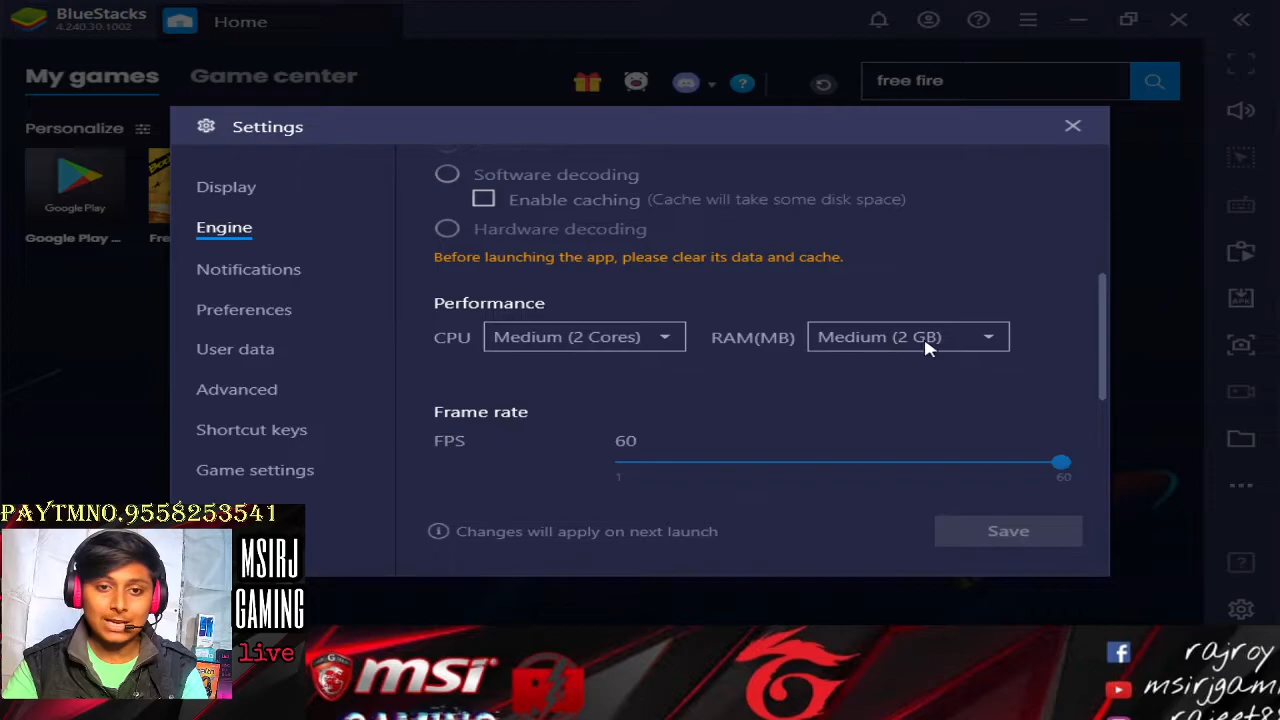 BlueStacks
4.240.30.1002
Home
My games
Game center
free fire
Personalize
Google Play
Google Play ...
Fre
Settings
Display
Engine
Notifications
Preferences
User data
Advanced
Shortcut keys
Game settings
Software decoding
Enable caching (Cache will take some disk space)
Hardware decoding
Before launching the app, please clear its data and cache.
Performance
CPU Medium (2 Cores) RAM(MB) Medium (2 GB)
Frame rate
FPS 60
1 60
Changes will apply on next launch
Save
APK
PAYTMNO.9558253541
MSIRJ
GAMING
live
msi
GAMING
rajroy
msirjgami